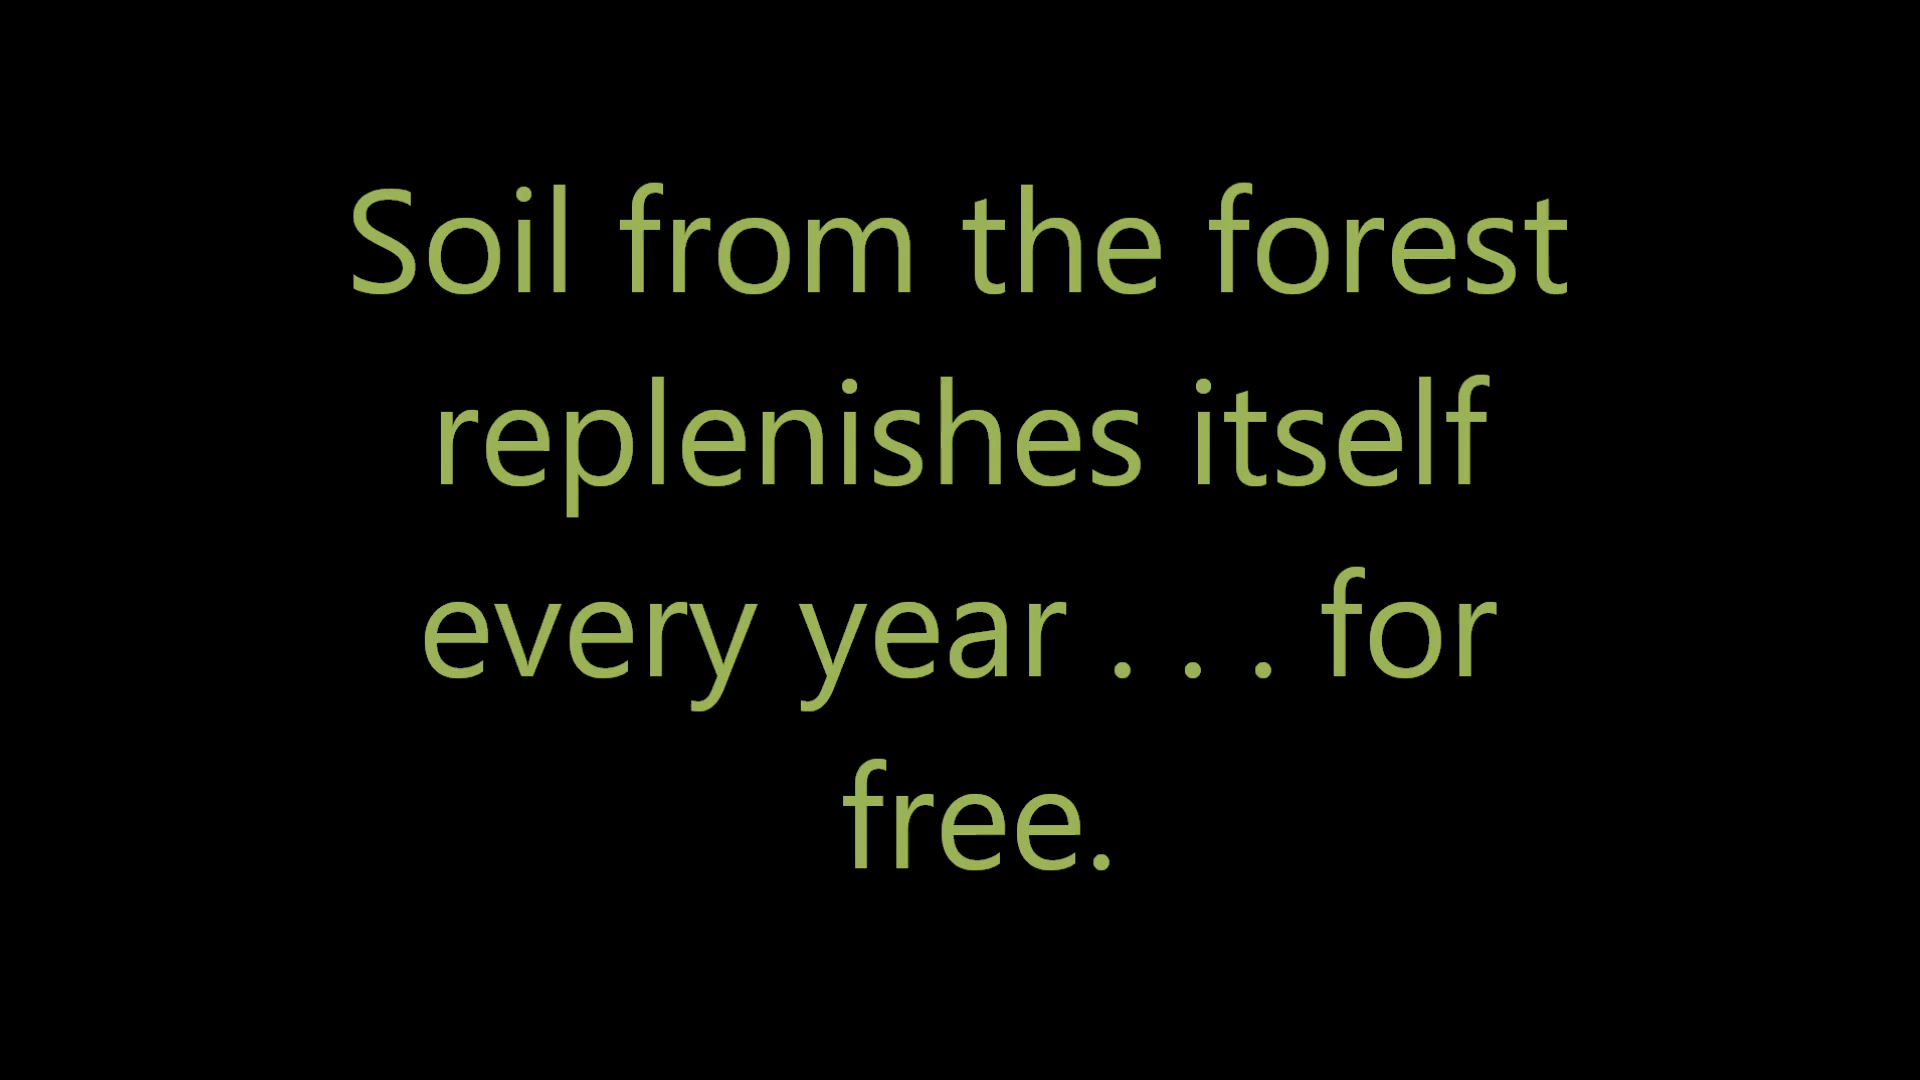 Soil from the forest
replenishes itself
every year . . . for
free.